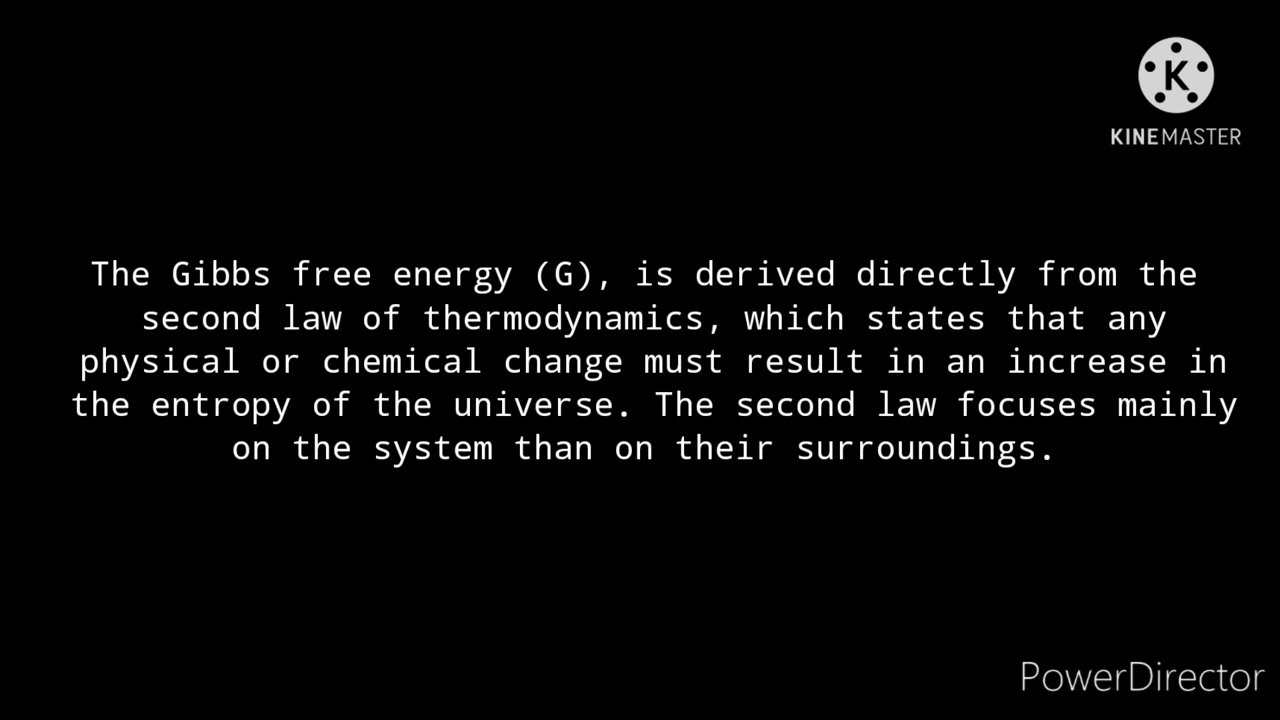 K
KINEMASTER
The Gibbs free energy (G), is derived directly from the
second law of thermodynamics, which states that any
physical or chemical change must result in an increase in
the entropy of the universe. The second law focuses mainly
on the system than on their surroundings.
PowerDirector